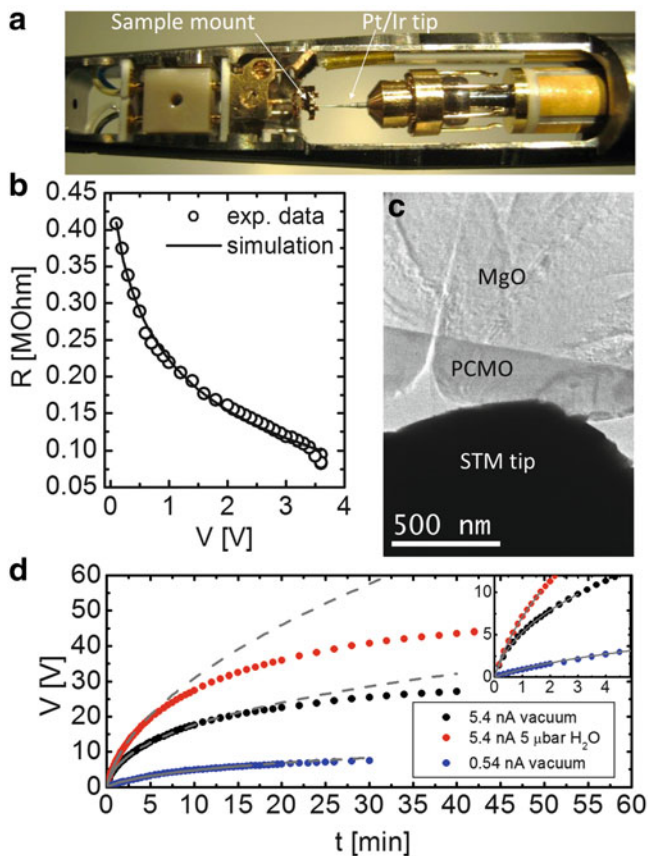 a
Sample mount
Pt/Ir tip
b
R [MOhm]
0.45
0.40
0.35
0.30
0.25
0.20
0.15
0.10
0.05
exp. data
simulation
0 1 2 3 4
V [V]
c
MgO
PCMO
STM tip
500 nm
d
V [V]
60
50
40
30
20
10
0
10
5
0
0 1 2 3 4
5.4 nA vacuum
5.4 nA 5 μbar H₂O
0.54 nA vacuum
0 5 10 15 20 25 30 35 40 45 50 55 60
t [min]